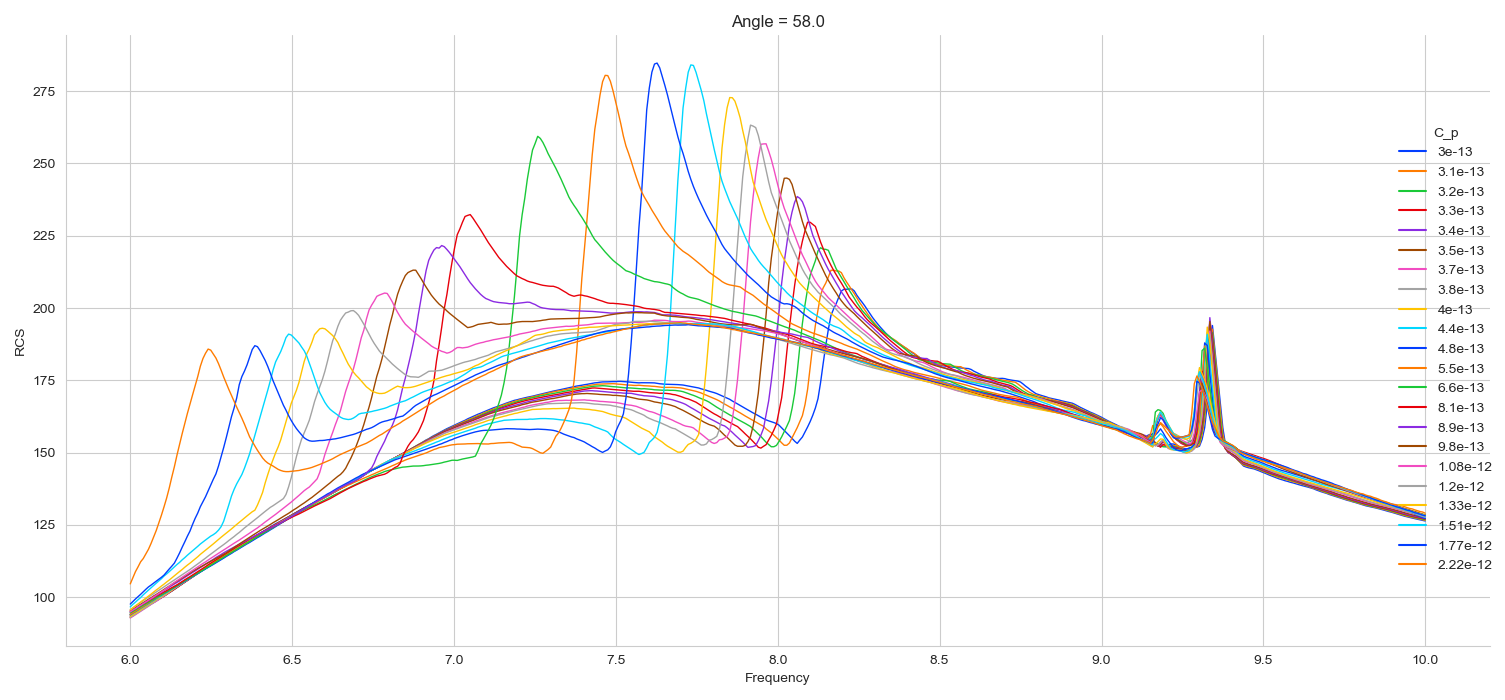 Angle = 58.0
RCS
275
250
225
200
175
150
125
100
6.0 6.5 7.0 7.5 8.0 8.5 9.0 9.5 10.0
Frequency
C_p
3e-13
3.1e-13
3.2e-13
3.3e-13
3.4e-13
3.5e-13
3.7e-13
3.8e-13
4e-13
4.4e-13
4.8e-13
5.5e-13
6.6e-13
8.1e-13
8.9e-13
9.8e-13
1.08e-12
1.2e-12
1.33e-12
1.51e-12
1.77e-12
2.22e-12